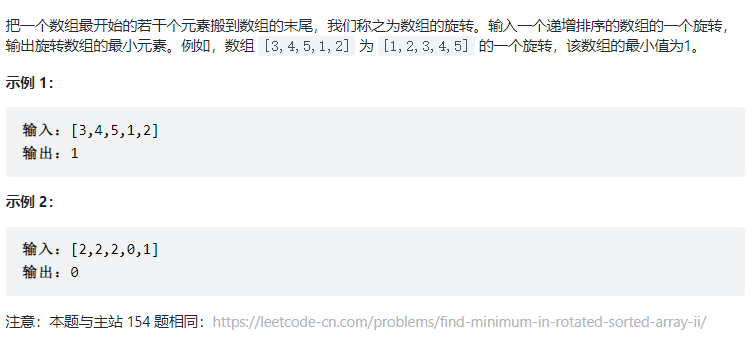 把一个数组最开始的若干个元素搬到数组的末尾，我们称之为数组的旋转。输入一个递增排序的数组的一个旋转，
输出旋转数组的最小元素。例如，数组 [3,4,5,1,2] 为 [1,2,3,4,5] 的一个旋转，该数组的最小值为1。
示例 1：
输入：[3,4,5,1,2]
输出：1
示例 2：
输入：[2,2,2,0,1]
输出：0
注意：本题与主站 154 题相同：https://leetcode-cn.com/problems/find-minimum-in-rotated-sorted-array-ii/